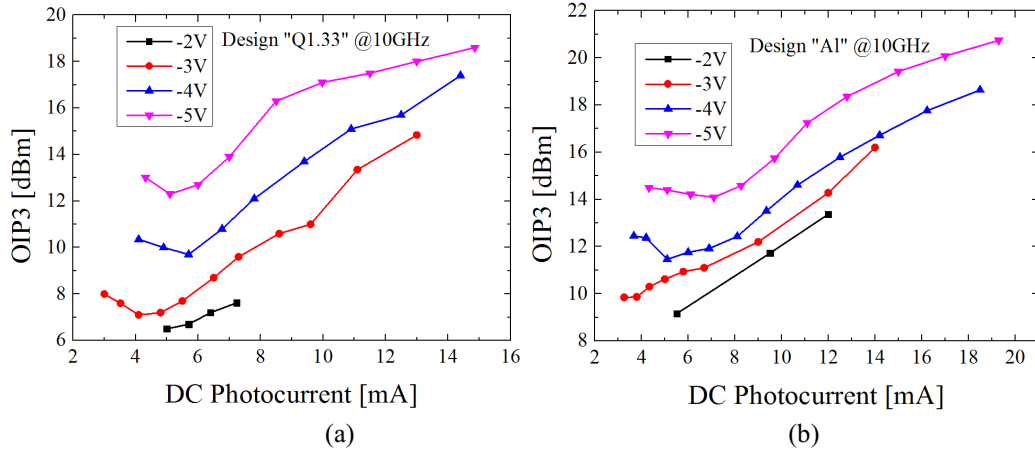 Design "Q1.33" @10GHz
-2V
-3V
-4V
-5V
OIP3 [dBm]
18
16
14
12
10
8
6
2 4 6 8 10 12 14 16
DC Photocurrent [mA]
(a)
Design "Al" @10GHz
-2V
-3V
-4V
-5V
OIP3 [dBm]
22
20
18
16
14
12
10
8
2 4 6 8 10 12 14 16 18 20
DC Photocurrent [mA]
(b)